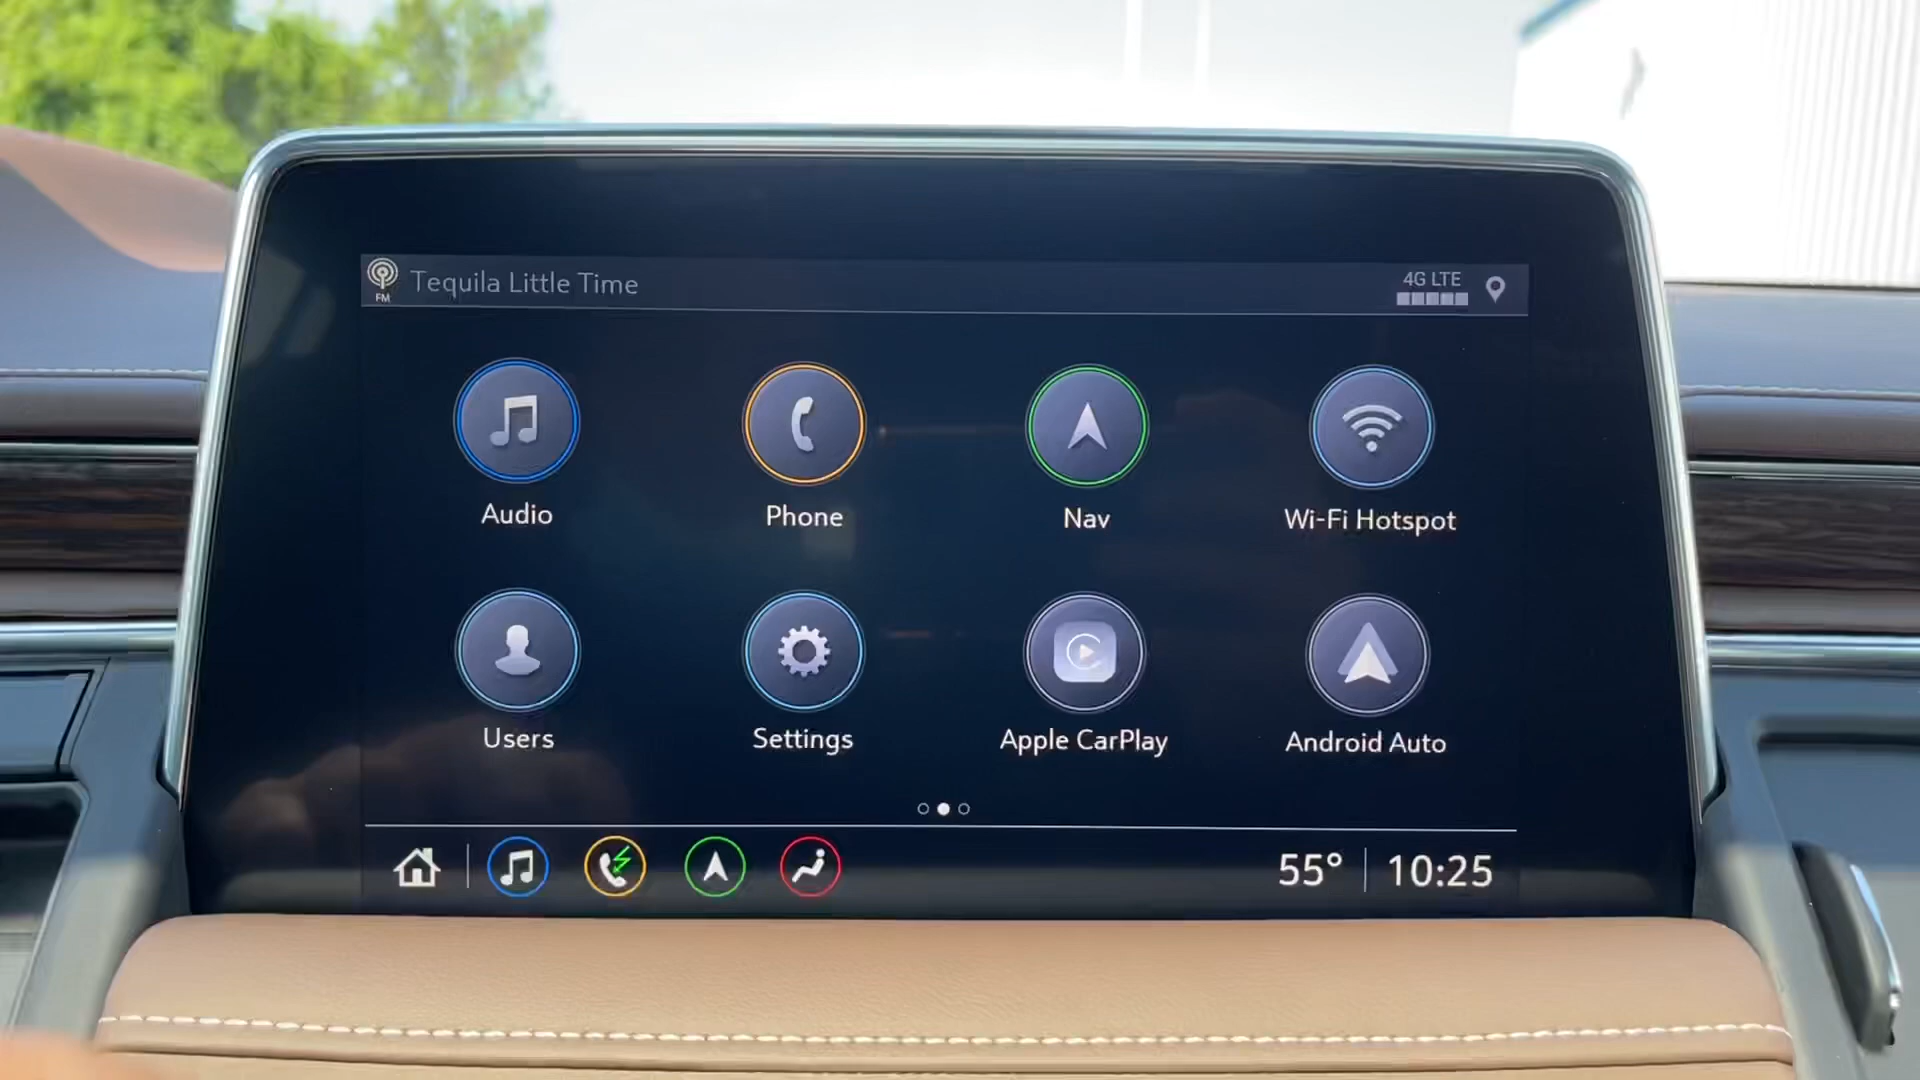 FM Tequila Little Time 4G LTE
Audio Phone Nav Wi-Fi Hotspot
Users Settings Apple CarPlay Android Auto
55° 10:25